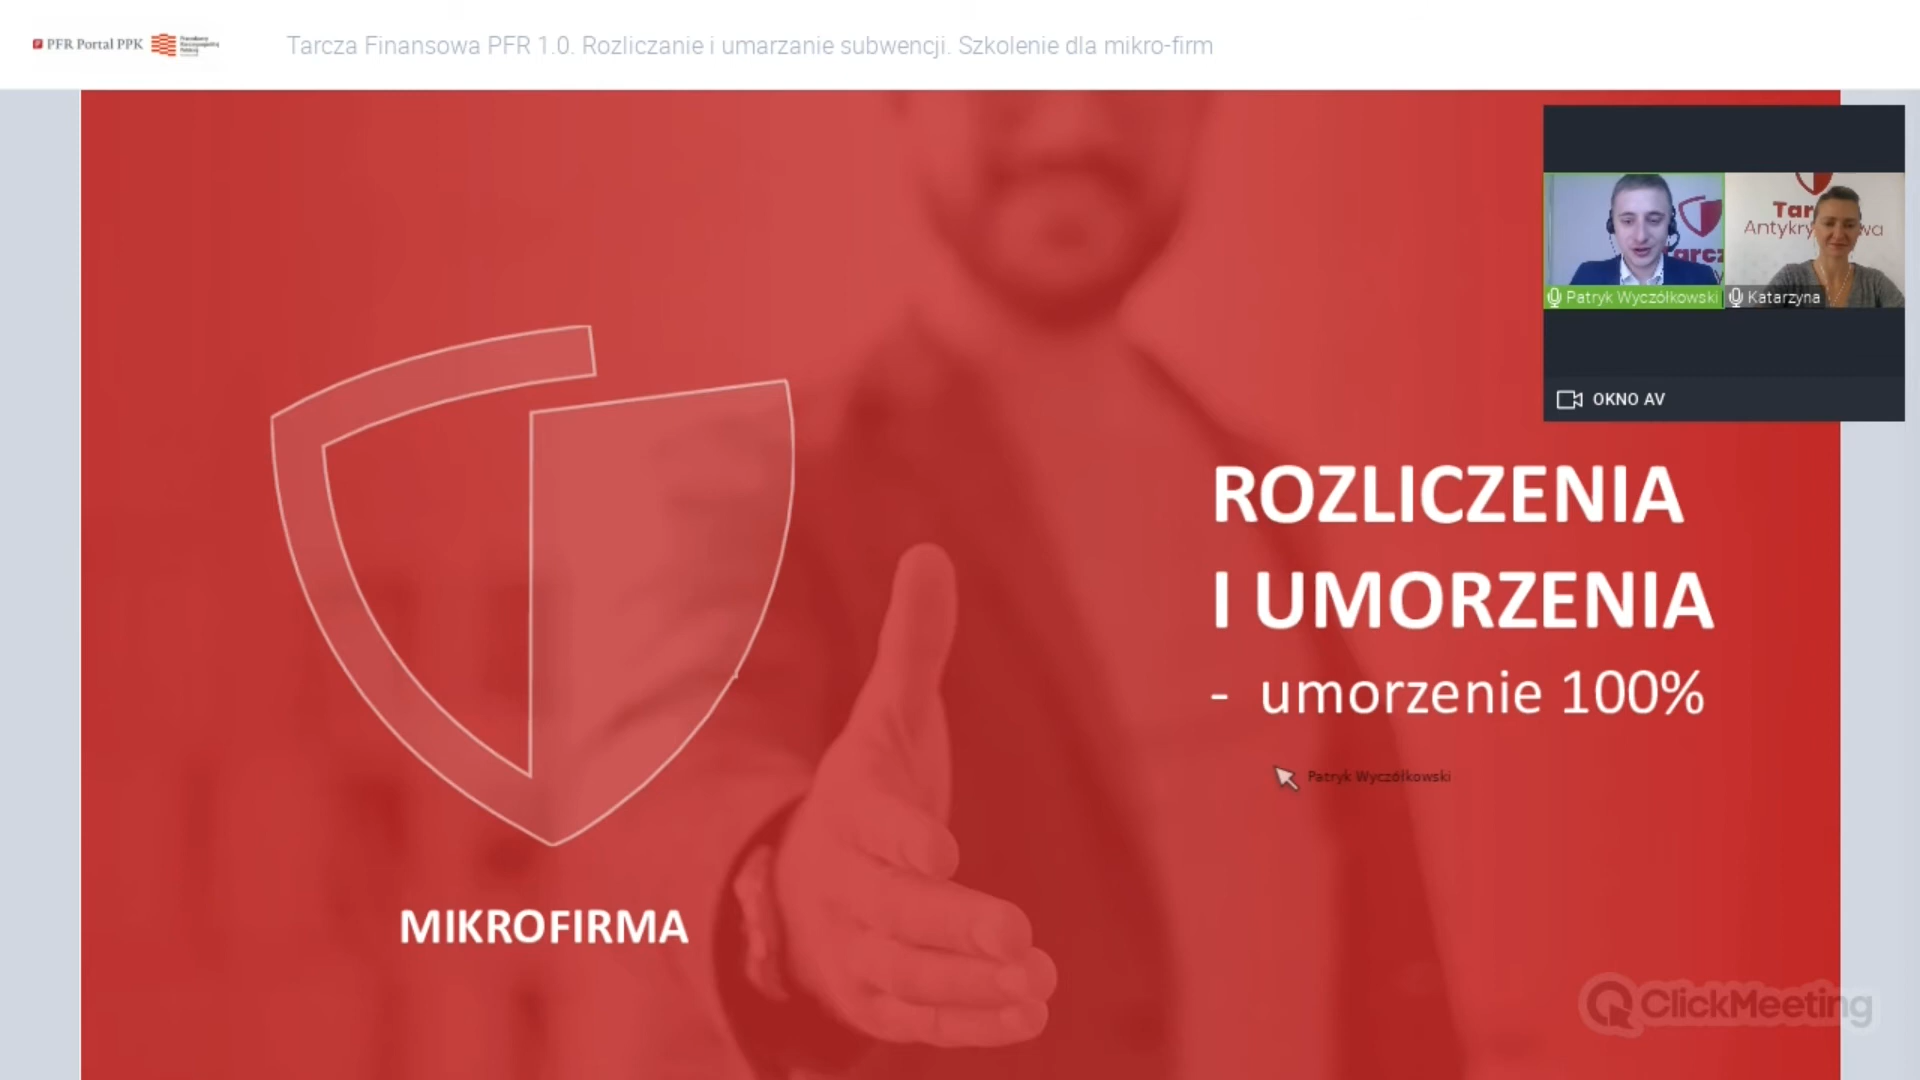 PFR Portal PPK
Tarcza Finansowa PFR 1.0. Rozliczanie i umarzanie subwencji. Szkolenie dla mikro-firm
Patryk Wyczółkowski
Katarzyna
OKNO AV
ROZLICZENIA
I UMORZENIA
- umorzenie 100%
Patryk Wyczółkowski
MIKROFIRMA
ClickMeeting